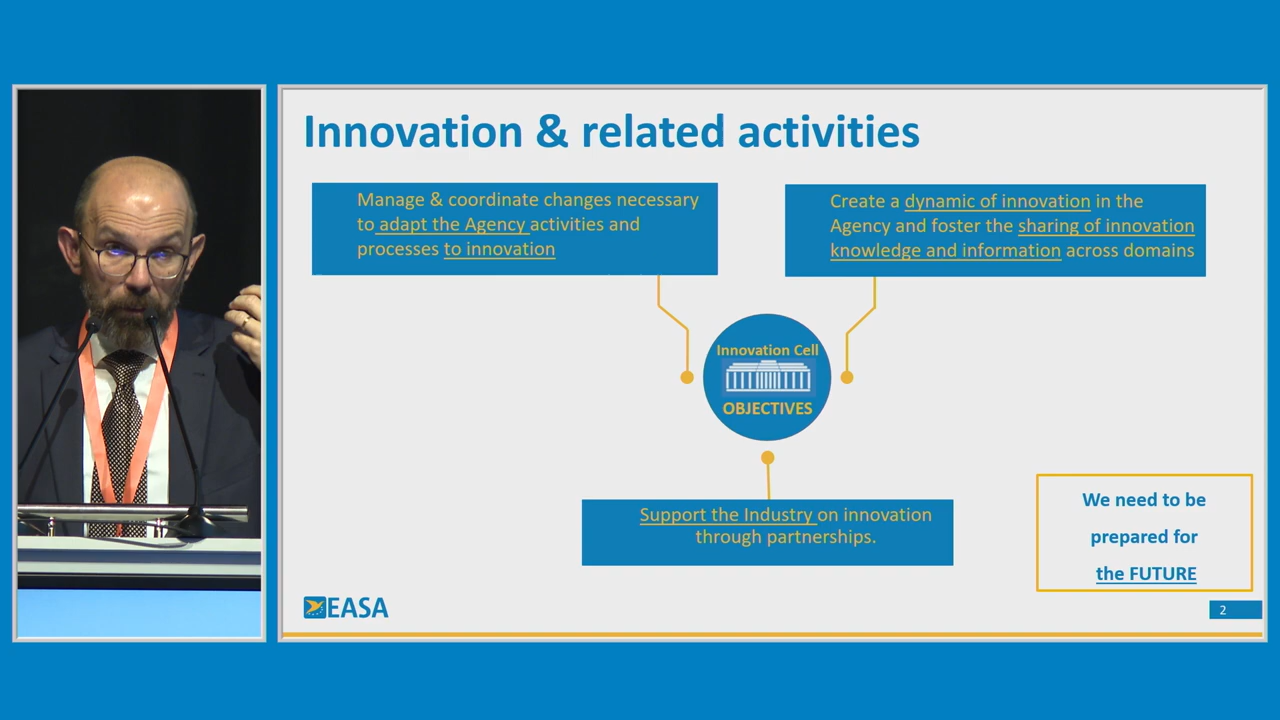 Innovation & related activities
Manage & coordinate changes necessary
to adapt the Agency activities and
processes to innovation
Create a dynamic of innovation in the
Agency and foster the sharing of innovation
knowledge and information across domains
Innovation Cell
OBJECTIVES
Support the Industry on innovation
through partnerships.
We need to be
prepared for
the FUTURE
EASA
2